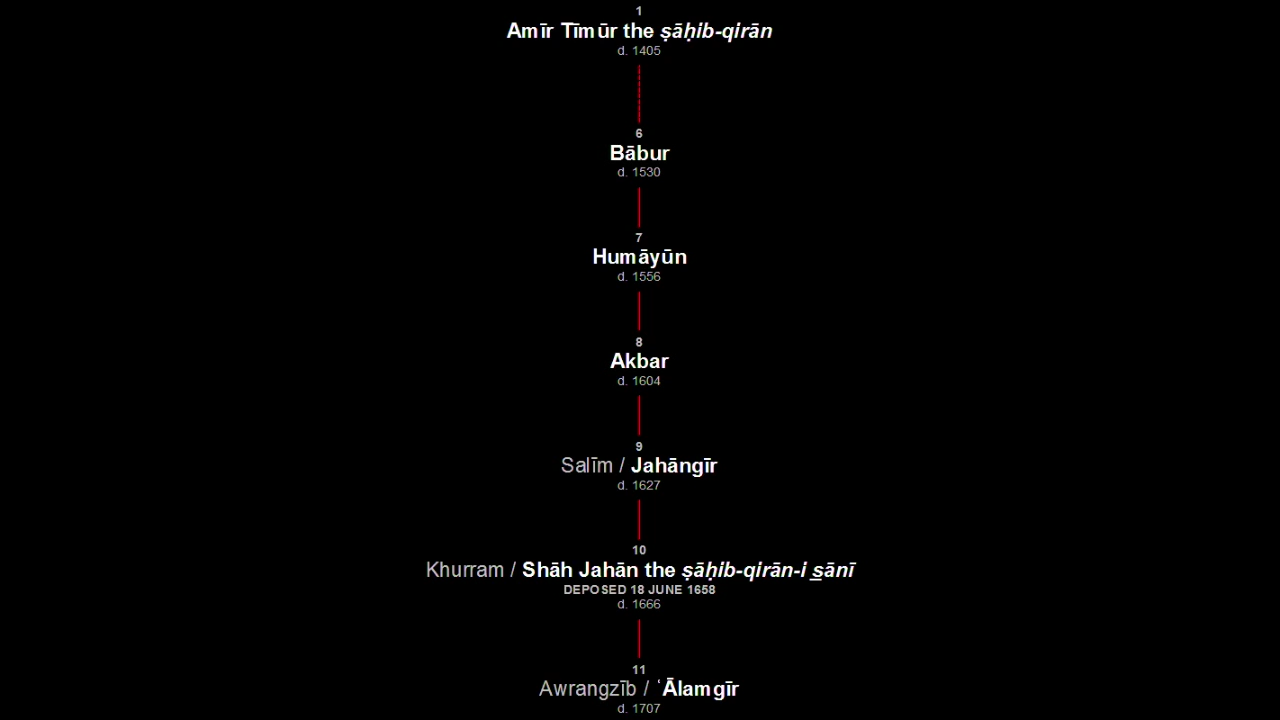 1
Amīr Tīmūr the ṣāḥib-qirān
d. 1405
6
Bābur
d. 1530
7
Humāyūn
d. 1556
8
Akbar
d. 1604
9
Salīm / Jahāngīr
d. 1627
10
Khurram / Shāh Jahān the ṣāḥib-qirān-i s̱ānī
DEPOSED 18 JUNE 1658
d. 1666
11
Awrangzīb / ʿĀlamgīr
d. 1707